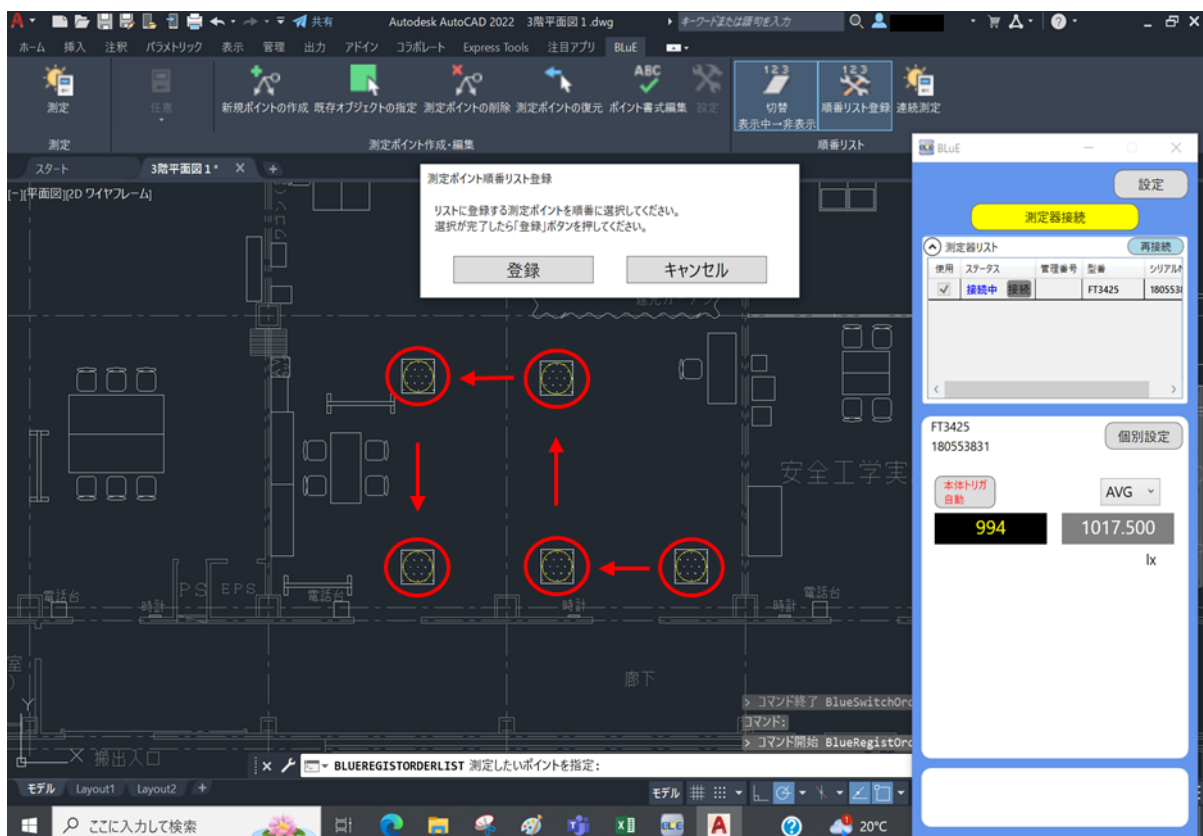 共有 Autodesk AutoCAD 2022 3階平面図1.dwg キーワードまたは語句を入力
ホーム 挿入 注釈 パラメトリック 表示 管理 出力 アドイン コラボレート Express Tools 注目アプリ BLuE
測定 任意 新規ポイントの作成 既存オブジェクトの指定 測定ポイントの削除 測定ポイントの復元 ABC ポイント書式編集 設定 123 切替 123 順番リスト登録 連続測定
表示中→非表示
測定 測定ポイント作成・編集 順番リスト
スタート 3階平面図1* +
[-][平面図][2D ワイヤフレーム]
測定ポイント順番リスト登録
リストに登録する測定ポイントを順番に選択してください。
選択が完了したら「登録」ボタンを押してください。
登録 キャンセル
安全工学実
PS EPS
電話台 時計 電話台 時計 時計 電話台
廊下
搬出入口
Y
X
> コマンド終了 BlueSwitchOrd
コマンド:
> コマンド開始 BlueRegistOrd
BLUEREGISTORDERLIST 測定したいポイントを指定:
モデル Layout1 Layout2 + モデル
ここに入力して検索 20°C
BLuE
設定
測定器接続
測定器リスト 再接続
使用 ステータス 管理番号 型番 シリアルN
接続中 接続 FT3425 1805538
FT3425 個別設定
180553831
本体トリガ
自動
AVG
994 1017.500
lx